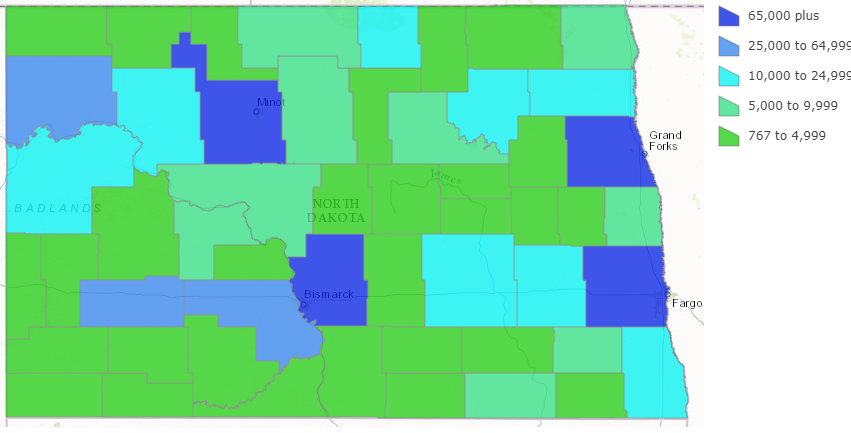 65,000 plus
25,000 to 64,999
10,000 to 24,999
5,000 to 9,999
767 to 4,999
Minot
Grand
Forks
James
BADLANDS
NORTH
DAKOTA
Bismarck
Fargo